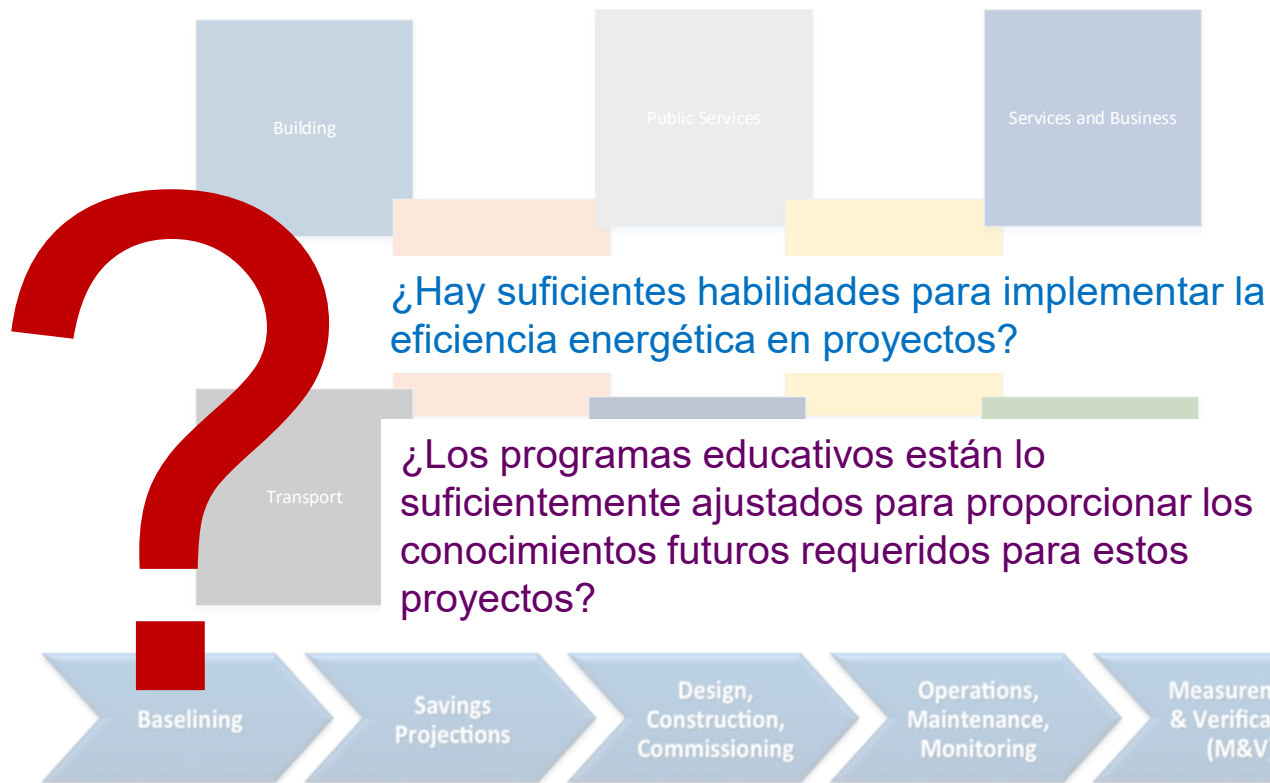 Building
Public Services
Services and Business
?
¿Hay suficientes habilidades para implementar la
eficiencia energética en proyectos?
¿Los programas educativos están lo
suficientemente ajustados para proporcionar los
conocimientos futuros requeridos para estos
proyectos?
Transport
Baselining
Savings
Projections
Design,
Construction,
Commissioning
Operations,
Maintenance,
Monitoring
Measuren
& Verifica
(M&V